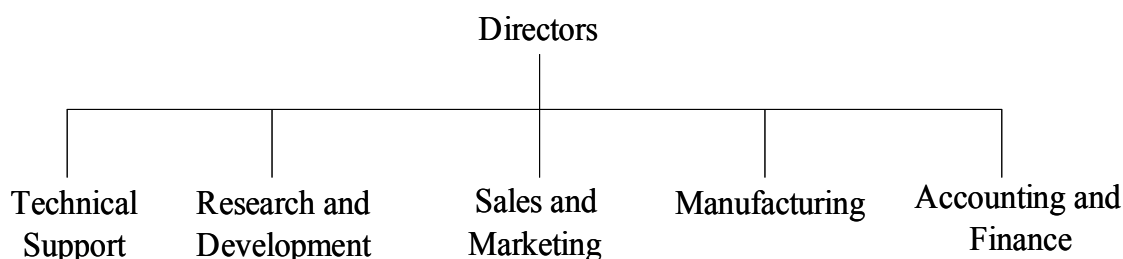 Directors
Technical
Support
Research and
Development
Sales and
Marketing
Manufacturing
Accounting and
Finance